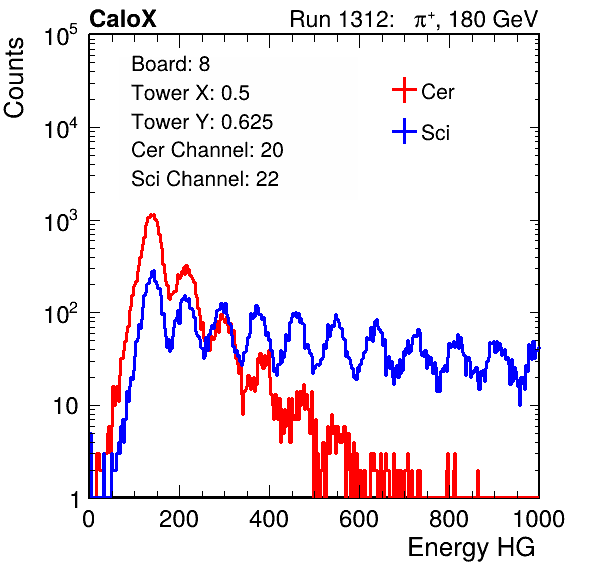 CaloX Run 1312: π⁺, 180 GeV
Counts
10⁵
10⁴
10³
10²
10
1
Board: 8
Tower X: 0.5
Tower Y: 0.625
Cer Channel: 20
Sci Channel: 22
Cer
Sci
0 200 400 600 800 1000
Energy HG